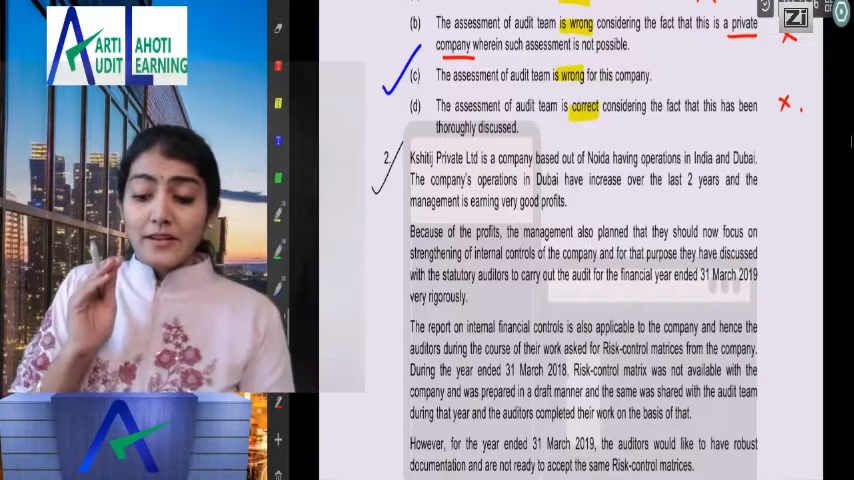 ARTI LAHOTI
AUDIT LEARNING
Zi
(b) The assessment of audit team is wrong considering the fact that this is a private
company wherein such assessment is not possible.
(c) The assessment of audit team is wrong for this company.
(d) The assessment of audit team is correct considering the fact that this has been
thoroughly discussed.
2. Kshitij Private Ltd is a company based out of Noida having operations in India and Dubai.
The company's operations in Dubai have increase over the last 2 years and the
management is earning very good profits.
Because of the profits, the management also planned that they should now focus on
strengthening of internal controls of the company and for that purpose they have discussed
with the statutory auditors to carry out the audit for the financial year ended 31 March 2019
very rigorously.
The report on internal financial controls is also applicable to the company and hence the
auditors during the course of their work asked for Risk-control matrices from the company.
During the year ended 31 March 2018, Risk-control matrix was not available with the
company and was prepared in a draft manner and the same was shared with the audit team
during that year and the auditors completed their work on the basis of that.
However, for the year ended 31 March 2019, the auditors would like to have robust
documentation and are not ready to accept the same Risk-control matrices.